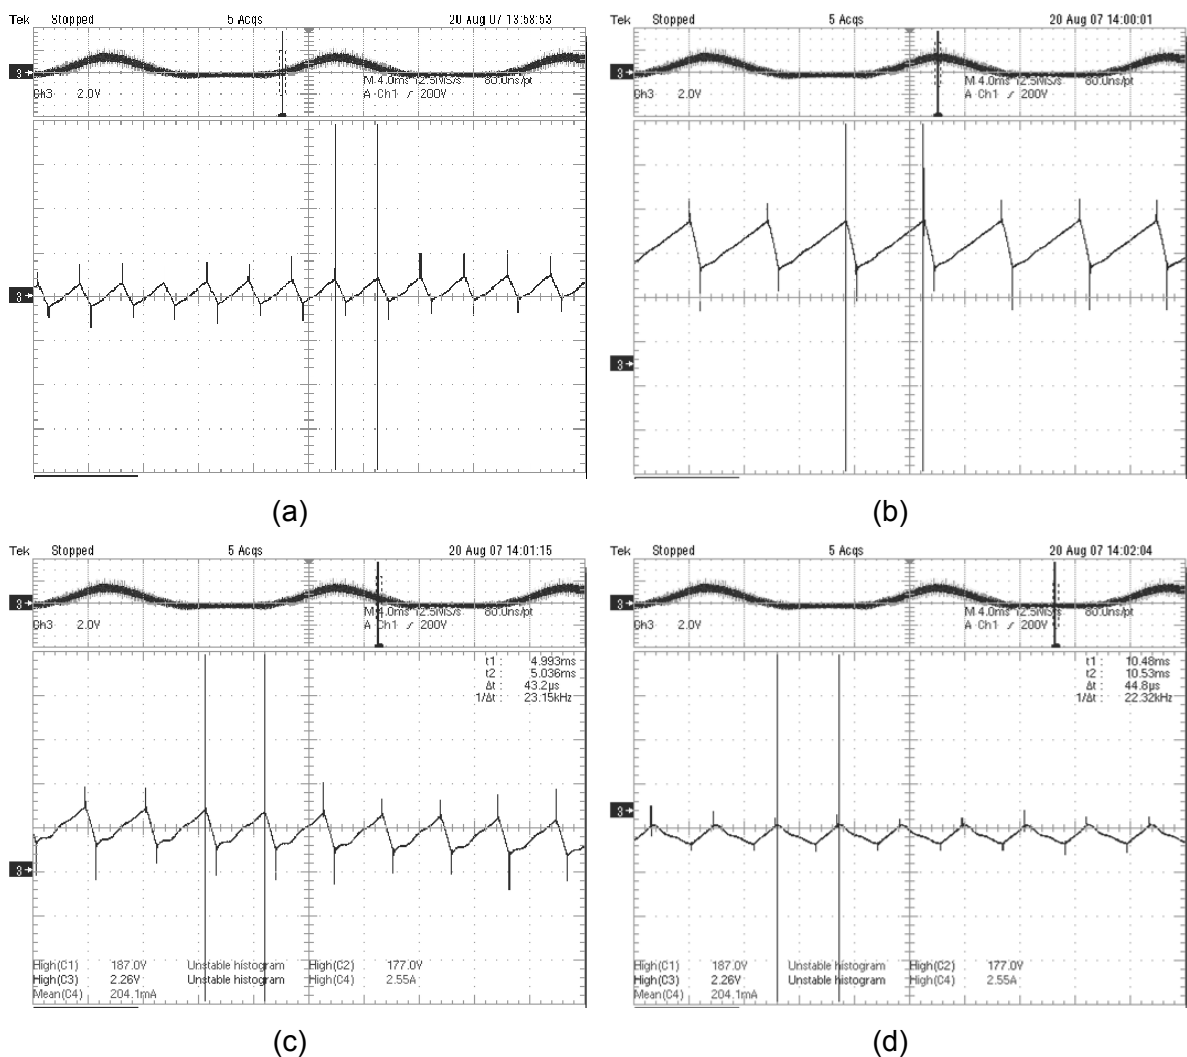 Tek Stopped 5 Acqs 20 Aug 07 13:58:53
3
M 4.0ms 12.5MS/s 80.0ns/pt
A Ch1 200V
Ch3 2.0V
3
(a)
Tek Stopped 5 Acqs 20 Aug 07 14:00:01
3
M 4.0ms 12.5MS/s 80.0ns/pt
A Ch1 200V
Ch3 2.0V
3
(b)
Tek Stopped 5 Acqs 20 Aug 07 14:01:15
3
M 4.0ms 12.5MS/s 80.0ns/pt
A Ch1 200V
Ch3 2.0V
t1 : 4.993ms
t2 : 5.036ms
Δt : 43.2µs
1/Δt : 23.15kHz
3
High(C1) 187.0V Unstable histogram High(C2) 177.0V
High(C3) 2.26V Unstable histogram High(C4) 2.55A
Mean(C4) 204.1mA
(c)
Tek Stopped 5 Acqs 20 Aug 07 14:02:04
3
M 4.0ms 12.5MS/s 80.0ns/pt
A Ch1 200V
Ch3 2.0V
t1 : 10.48ms
t2 : 10.53ms
Δt : 44.8µs
1/Δt : 22.32kHz
3
High(C1) 187.0V Unstable histogram High(C2) 177.0V
High(C3) 2.26V Unstable histogram High(C4) 2.55A
Mean(C4) 204.1mA
(d)